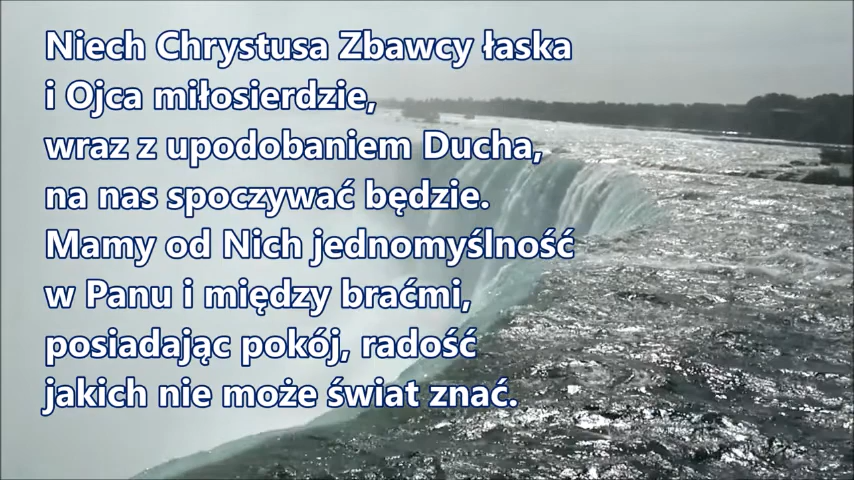 Niech Chrystusa Zbawcy łaska
i Ojca miłosierdzie,
wraz z upodobaniem Ducha,
na nas spoczywać będzie.
Mamy od Nich jednomyślność
w Panu i między braćmi,
posiadając pokój, radość
jakich nie może świat znać.